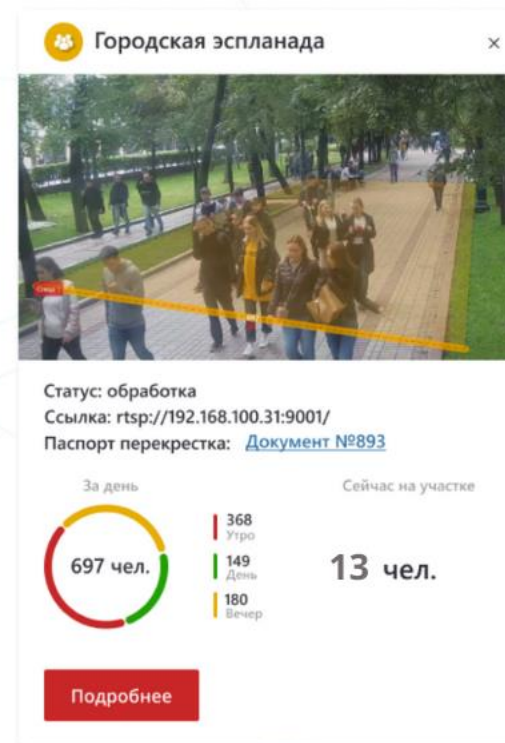 Городская эспланада
Статус: обработка
Ссылка: rtsp://192.168.100.31:9001/
Паспорт перекрестка: Документ №893
За день
Сейчас на участке
697 чел.
368
Утро
149
День
180
Вечер
13 чел.
Подробнее